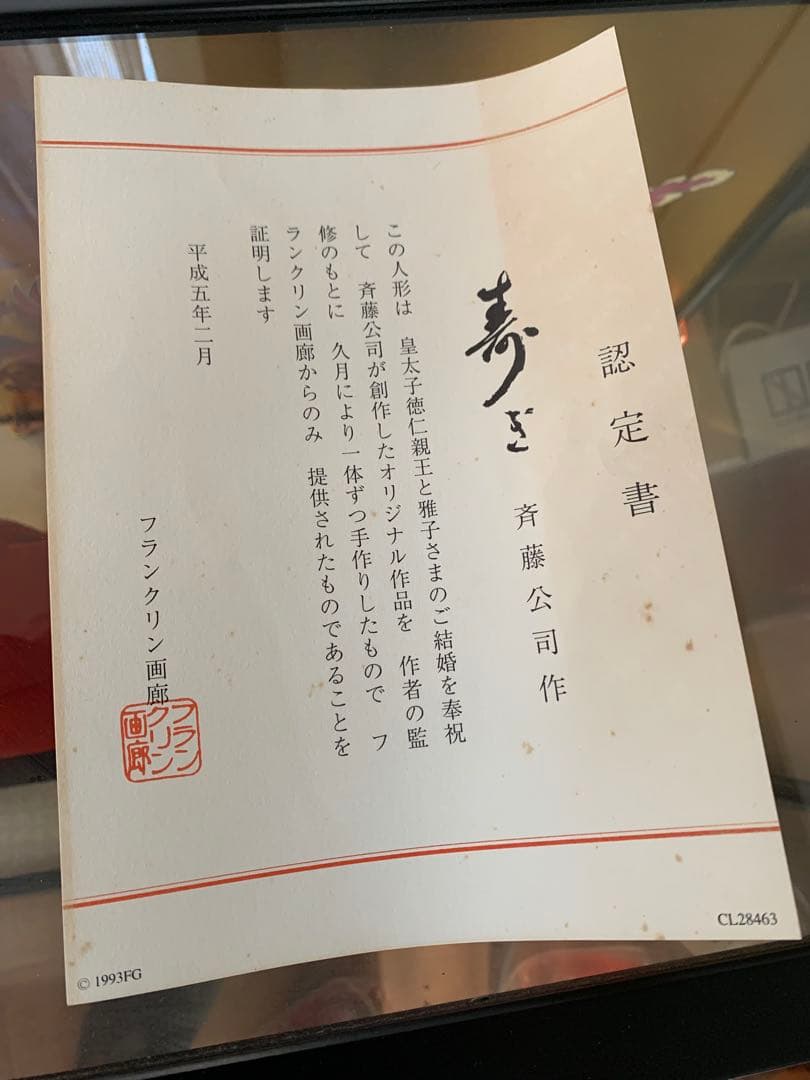 認定書
寿ぎ 斉藤公司作
この人形は 皇太子徳仁親王と雅子さまのご結婚を奉祝
して 斉藤公司が創作したオリジナル作品を 作者の監
修のもとに 久月により一体ずつ手作りしたもので フ
ランクリン画廊からのみ 提供されたものであることを
証明します
平成五年二月
フランクリン画廊
フラン
クリン
画廊
CL28463
© 1993FG